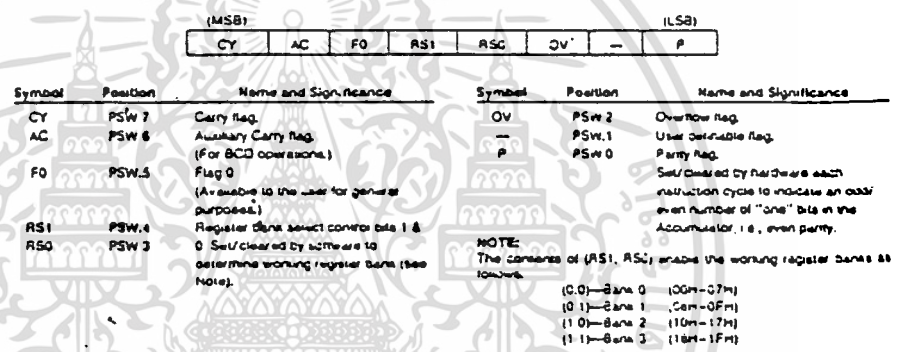 (MSB) (LSB)
CY AC F0 RS1 RS0 OV — P
Symbol Position Name and Significance
CY PSW.7 Carry flag.
AC PSW.6 Auxiliary Carry flag.
(For BCD operations.)
F0 PSW.5 Flag 0
(Available to the user for general
purposes.)
RS1 PSW.4 Register bank select control bits 1 &
RS0 PSW.3 0. Set/cleared by software to
determine working register bank (see
Note).
Symbol Position Name and Significance
OV PSW.2 Overflow flag.
— PSW.1 User definable flag.
P PSW.0 Parity flag.
Set/cleared by hardware each
instruction cycle to indicate an odd/
even number of "one" bits in the
Accumulator, i.e., even parity.
NOTE:
The contents of (RS1, RS0) enable the working register banks as
follows:
(0.0)—Bank 0 (00H–07H)
(0.1)—Bank 1 (08H–0FH)
(1.0)—Bank 2 (10H–17H)
(1.1)—Bank 3 (18H–1FH)